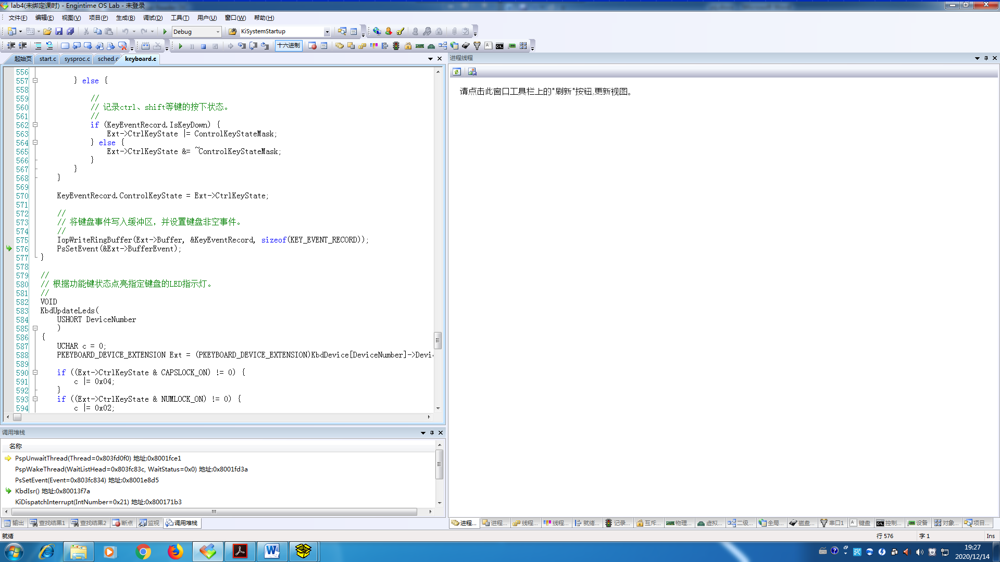 lab4(未绑定课时) - Engintime OS Lab - 未登录
文件(F) 编辑(E) 视图(V) 项目(P) 生成(B) 调试(D) 工具(T) 用户(U) 窗口(W) 帮助(H)
Debug KiSystemStartup
十六进制
起始页 start.c sysproc.c sched.c keyboard.c
556
557 } else {
558
559 //
560 // 记录ctrl、shift等键的按下状态。
561 //
562 if (KeyEventRecord.IsKeyDown) {
563 Ext->CtrlKeyState |= ControlKeyStateMask;
564 } else {
565 Ext->CtrlKeyState &= ~ControlKeyStateMask;
566 }
567 }
568 }
569
570 KeyEventRecord.ControlKeyState = Ext->CtrlKeyState;
571
572 //
573 // 将键盘事件写入缓冲区，并设置键盘非空事件。
574 //
575 IopWriteRingBuffer(Ext->Buffer, &KeyEventRecord, sizeof(KEY_EVENT_RECORD));
576 PsSetEvent(&Ext->BufferEvent);
577 }
578
579 //
580 // 根据功能键状态点亮指定键盘的LED指示灯。
581 //
582 VOID
583 KbdUpdateLeds(
584 USHORT DeviceNumber
585 )
586 {
587 UCHAR c = 0;
588 PKEYBOARD_DEVICE_EXTENSION Ext = (PKEYBOARD_DEVICE_EXTENSION)KbdDevice[DeviceNumber]->Devi
589
590 if ((Ext->CtrlKeyState & CAPSLOCK_ON) != 0) {
591 c |= 0x04;
592 }
593 if ((Ext->CtrlKeyState & NUMLOCK_ON) != 0) {
594 c |= 0x02;
调用堆栈
名称
PspUnwaitThread(Thread=0x803fd0f0) 地址:0x8001fce1
PspWakeThread(WaitListHead=0x803fc83c, WaitStatus=0x0) 地址:0x8001fd3a
PsSetEvent(Event=0x803fc834) 地址:0x8001e8d5
KbdIsr() 地址:0x80013f7a
KiDispatchInterrupt(IntNumber=0x21) 地址:0x800171b3
输出 查找结果1 查找结果2 断点 监视 调用堆栈
进程线程
请点击此窗口工具栏上的"刷新"按钮,更新视图。
进程... 进程... 线程... 线程... 就绪... 记录... 互斥... 物理... 虚拟... 二级... 全局... 磁盘... 串口1 键盘 控制... 设备 对象... 项目...
就绪 行 576 字 1 Ins
19:27
2020/12/14